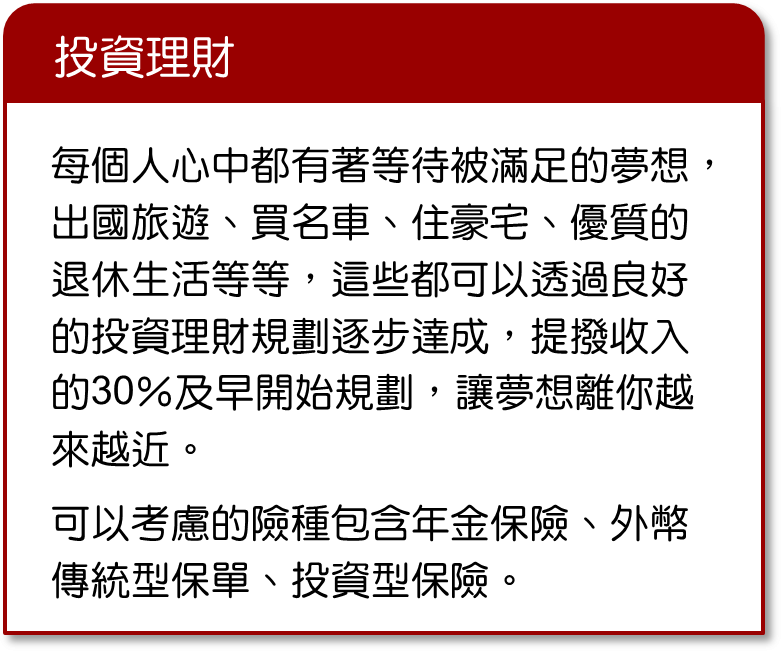 投資理財
每個人心中都有著等待被滿足的夢想，
出國旅遊、買名車、住豪宅、優質的
退休生活等等，這些都可以透過良好
的投資理財規劃逐步達成，提撥收入
的30％及早開始規劃，讓夢想離你越
來越近。
可以考慮的險種包含年金保險、外幣
傳統型保單、投資型保險。